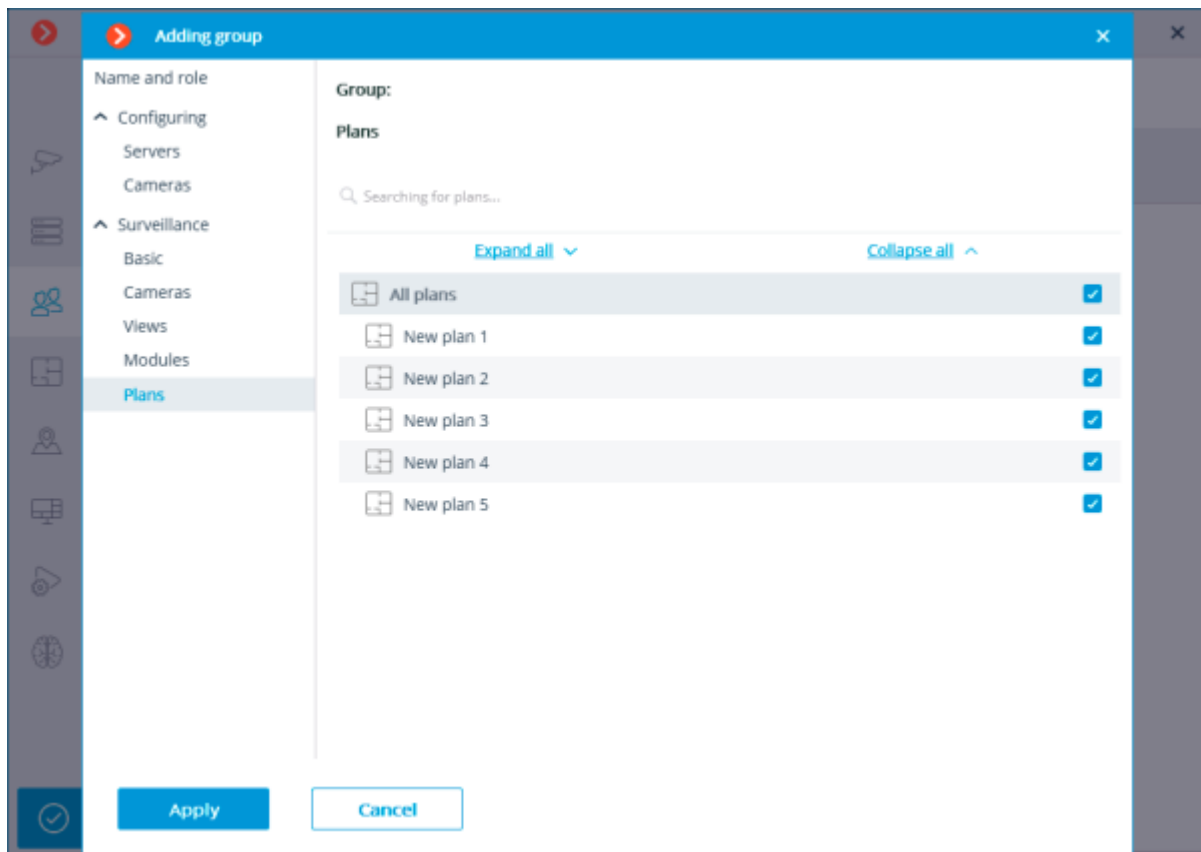 Adding group
Name and role
Configuring
Servers
Cameras
Surveillance
Basic
Cameras
Views
Modules
Plans
Group:
Plans
Searching for plans...
Expand all
Collapse all
All plans
New plan 1
New plan 2
New plan 3
New plan 4
New plan 5
Apply
Cancel